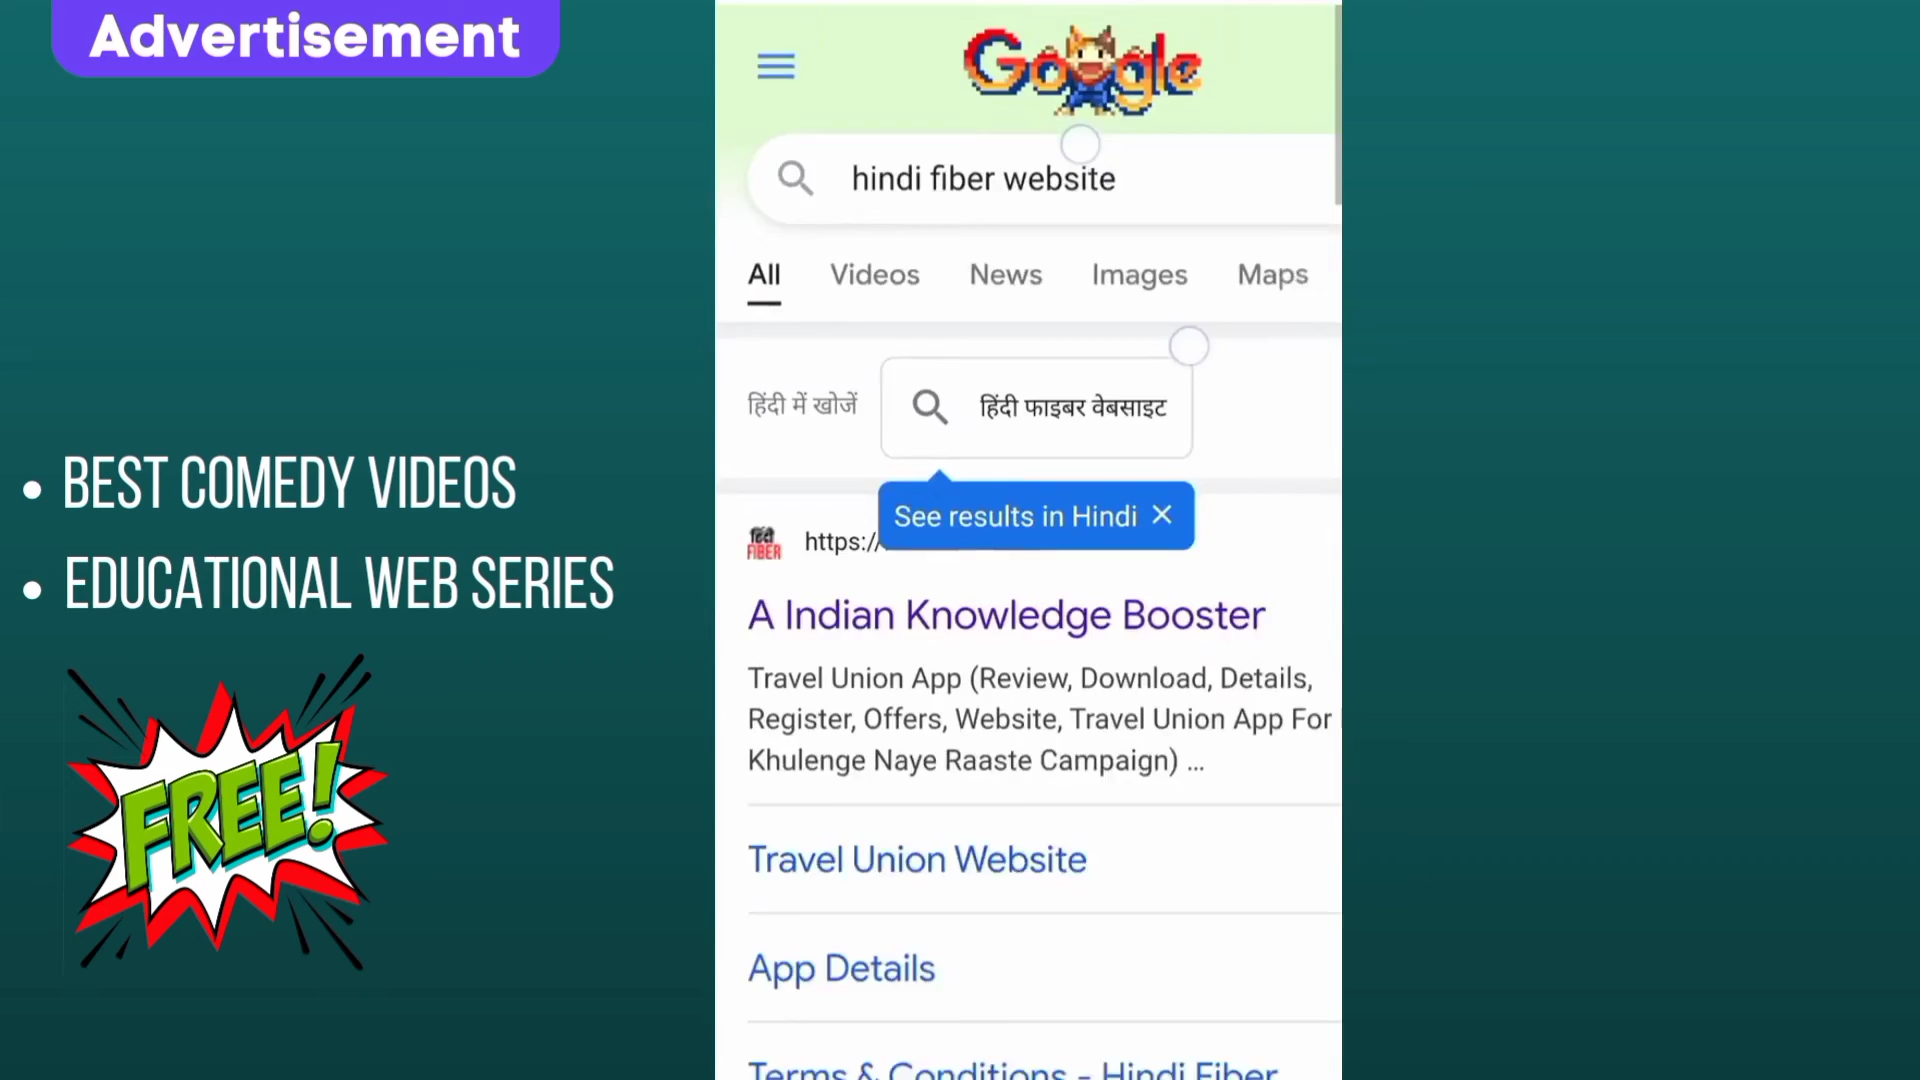 Advertisement
Google
hindi fiber website
All Videos News Images Maps
हिंदी में खोजें
हिंदी फाइबर वेबसाइट
See results in Hindi ×
BEST COMEDY VIDEOS
EDUCATIONAL WEB SERIES
FREE!
हिंदी
FIBER
https://
A Indian Knowledge Booster
Travel Union App (Review, Download, Details,
Register, Offers, Website, Travel Union App For
Khulenge Naye Raaste Campaign) ...
Travel Union Website
App Details
Terms & Conditions - Hindi Fiber